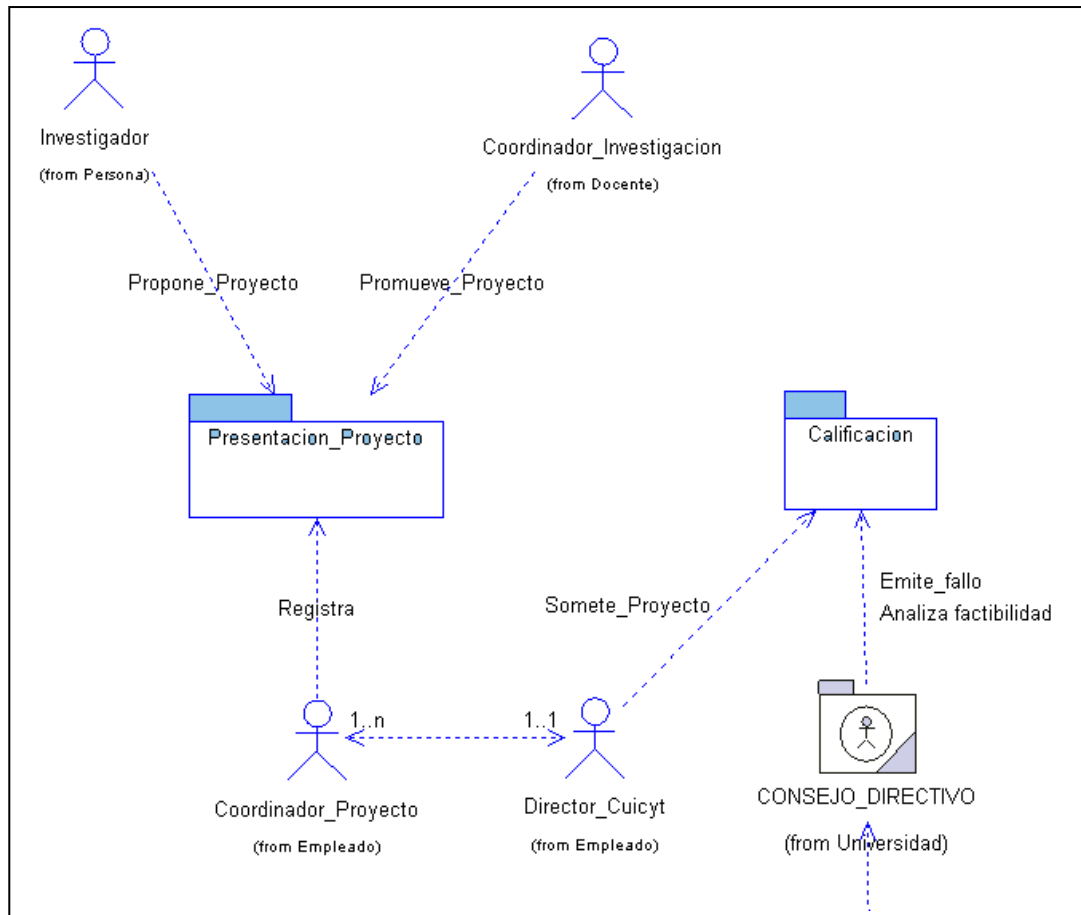 Investigador
(from Persona)
Coordinador_Investigacion
(from Docente)
Propone_Proyecto
Promueve_Proyecto
Presentacion_Proyecto
Calificacion
Registra
Somete_Proyecto
Emite_fallo
Analiza factibilidad
1..n
1..1
Coordinador_Proyecto
(from Empleado)
Director_Cuicyt
(from Empleado)
CONSEJO_DIRECTIVO
(from Universidad)